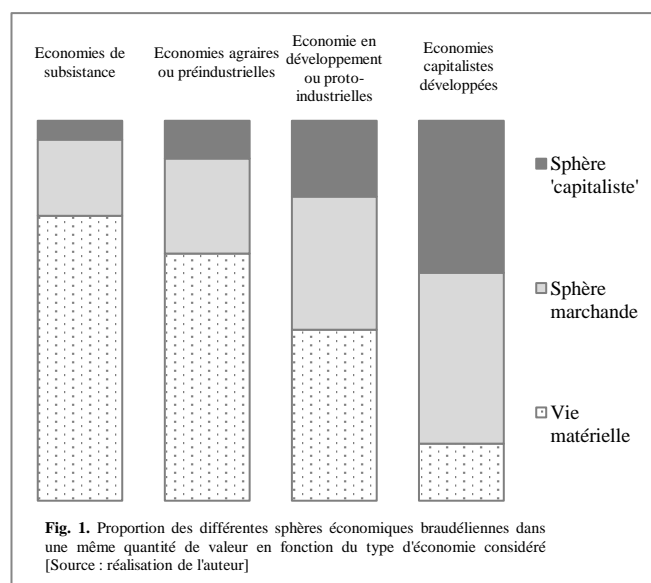 Economies de
subsistance
Economies agraires
ou préindustrielles
Economie en
développement
ou proto-
industrielles
Economies
capitalistes
développées
Sphère
'capitaliste'
Sphère
marchande
Vie
matérielle
Fig. 1. Proportion des différentes sphères économiques braudéliennes dans
une même quantité de valeur en fonction du type d'économie considéré
[Source : réalisation de l'auteur]